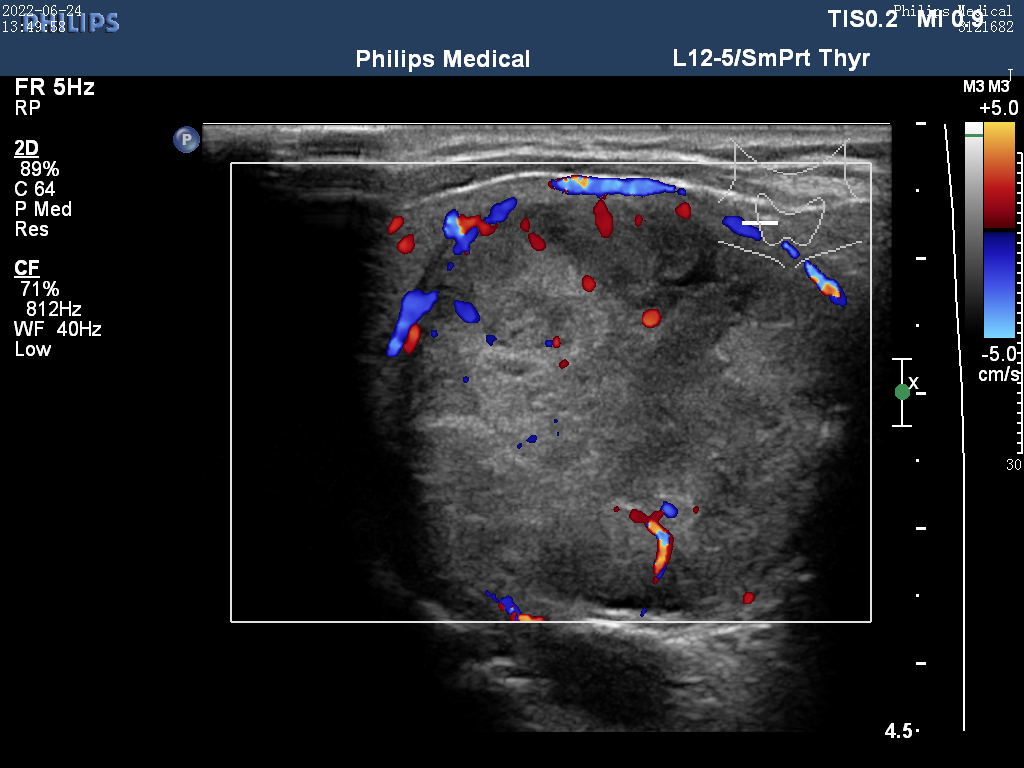 2022-06-24
13:49:58
PHILIPS
TIS0.2 MI 0.9
Philips Medical
Philips Medical
L12-5/SmPrt Thyr
FR 5Hz
RP
2D
89%
C 64
P Med
Res
CF
71%
812Hz
WF 40Hz
Low
P
M3 M3
+5.0
-5.0
cm/s
x
30
4.5